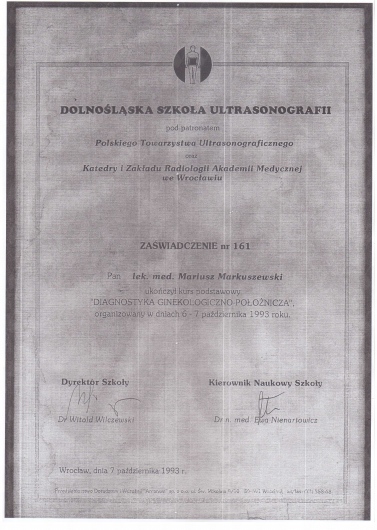 DOLNOŚLĄSKA SZKOŁA ULTRASONOGRAFII
pod patronatem
Polskiego Towarzystwa Ultrasonograficznego
oraz
Katedry i Zakładu Radiologii Akademii Medycznej
we Wrocławiu
ZAŚWIADCZENIE nr 161
Pan lek. med. Mariusz Markuszewski
ukończył kurs podstawowy
"DIAGNOSTYKA GINEKOLOGICZNO-POŁOŻNICZA",
organizowany w dniach 6 - 7 października 1993 roku.
Dyrektor Szkoły
Kierownik Naukowy Szkoły
Dr Witold Wilczewski
Dr n. med. Ewa Nienartowicz
Wrocław, dnia 7 października 1993 r.